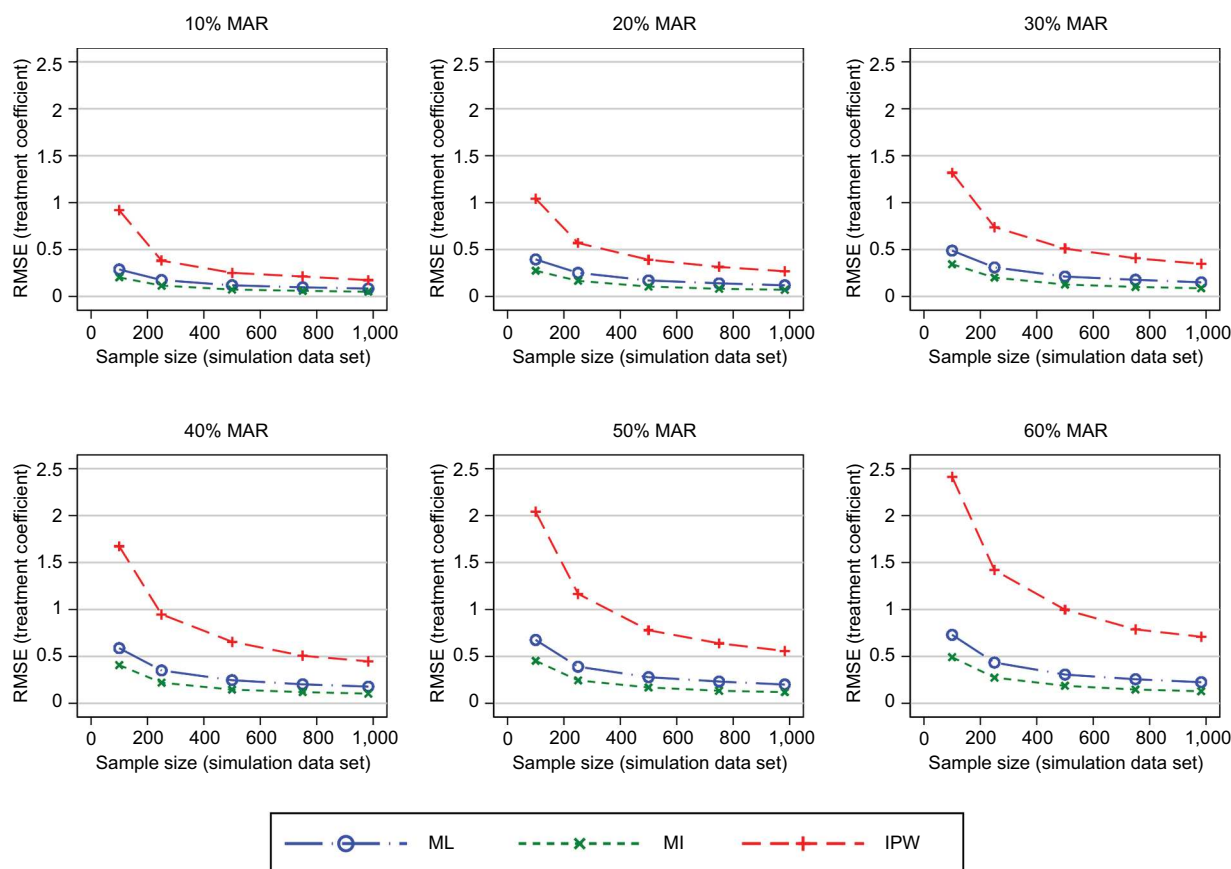 10% MAR
20% MAR
30% MAR
RMSE (treatment coefficient)
2.5
2
1.5
1
0.5
0
0 200 400 600 800 1,000
Sample size (simulation data set)
RMSE (treatment coefficient)
2.5
2
1.5
1
0.5
0
0 200 400 600 800 1,000
Sample size (simulation data set)
RMSE (treatment coefficient)
2.5
2
1.5
1
0.5
0
0 200 400 600 800 1,000
Sample size (simulation data set)
40% MAR
50% MAR
60% MAR
RMSE (treatment coefficient)
2.5
2
1.5
1
0.5
0
0 200 400 600 800 1,000
Sample size (simulation data set)
RMSE (treatment coefficient)
2.5
2
1.5
1
0.5
0
0 200 400 600 800 1,000
Sample size (simulation data set)
RMSE (treatment coefficient)
2.5
2
1.5
1
0.5
0
0 200 400 600 800 1,000
Sample size (simulation data set)
ML MI IPW